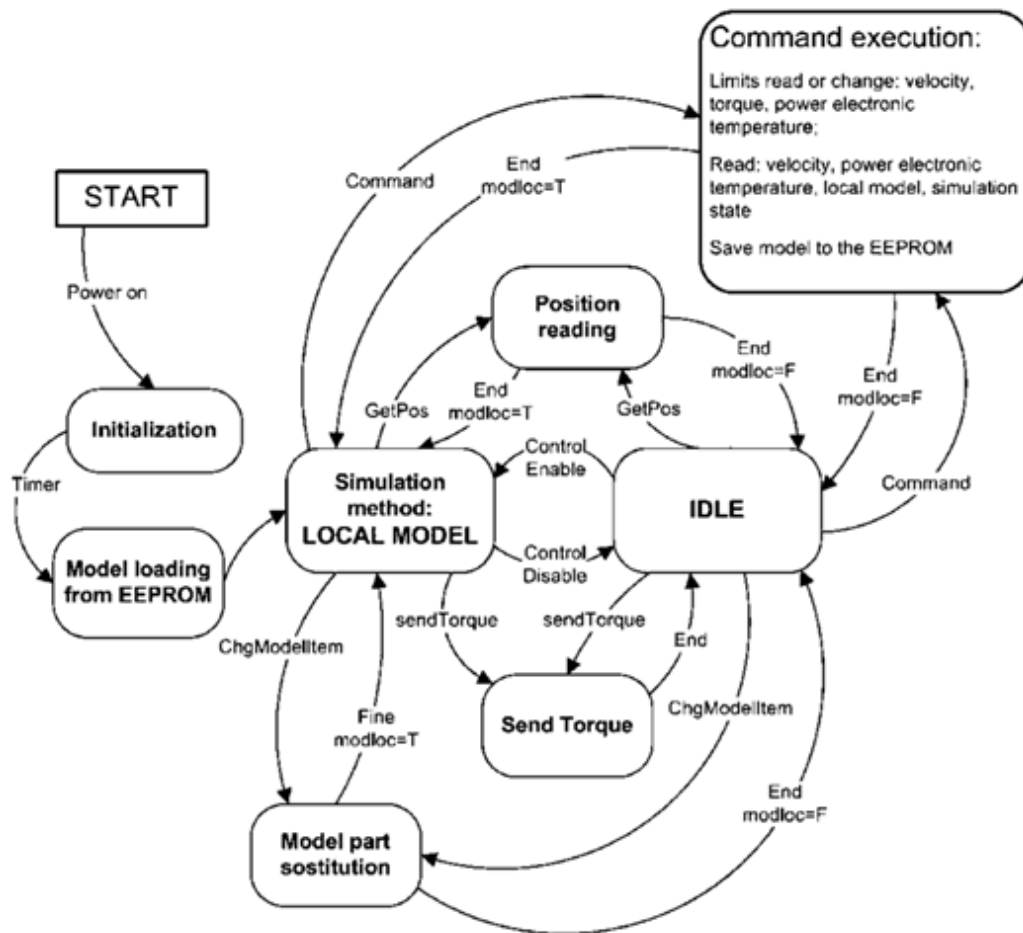 Command execution:
Limits read or change: velocity,
torque, power electronic
temperature;
Read: velocity, power electronic
temperature, local model, simulation
state
Save model to the EEPROM
START
Command
End
modloc=T
Power on
Position
reading
End
modloc=F
End
modloc=T
GetPos
GetPos
End
modloc=F
Initialization
Control
Enable
Command
Timer
Simulation
method:
LOCAL MODEL
IDLE
Model loading
from EEPROM
Control
Disable
sendTorque
sendTorque
End
ChgModelItem
ChgModelItem
Fine
modloc=T
Send Torque
End
modloc=F
Model part
sostitution